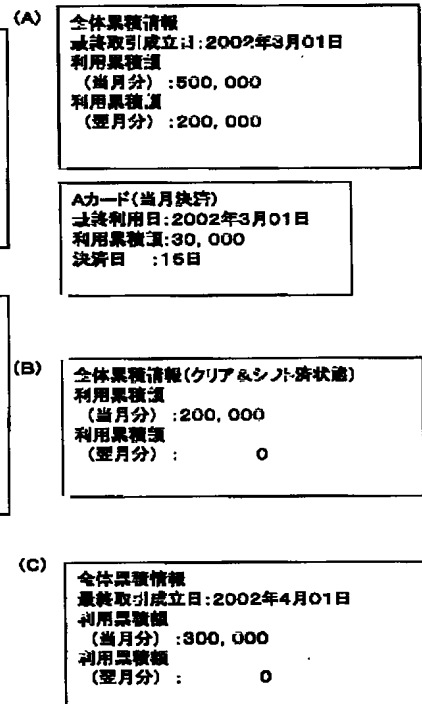 (A)
全体累積情報
最終取引成立日:2002年3月01日
利用累積額
(当月分) :500, 000
利用累積額
(翌月分) :200, 000
Aカード(当月決済)
最終利用日:2002年3月01日
利用累積額:30, 000
決済日 :15日
(B)
全体累積情報(クリア&シフト済状態)
利用累積額
(当月分) :200, 000
利用累積額
(翌月分) : 0
(C)
全体累積情報
最終取引成立日:2002年4月01日
利用累積額
(当月分) :300, 000
利用累積額
(翌月分) : 0